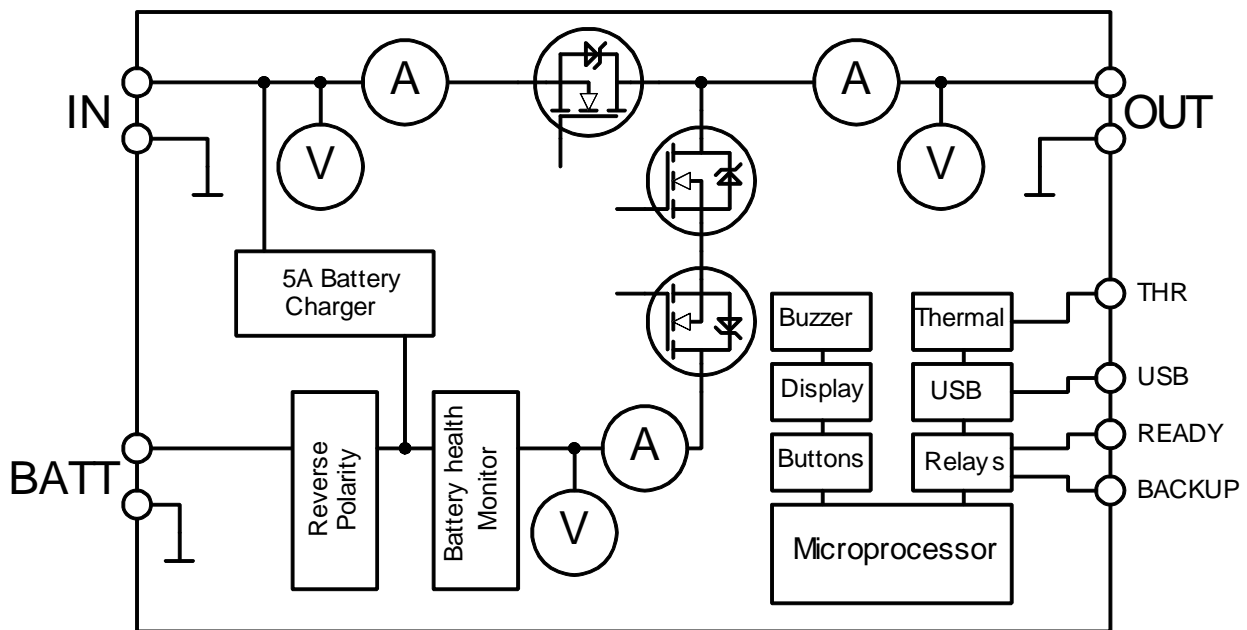 A
A
IN
OUT
V
V
5A Battery
Charger
THR
Buzzer
Thermal
USB
Display
USB
READY
A
Buttons
Relays
BATT
BACKUP
Reverse
Polarity
Battery health
Monitor
V
Microprocessor